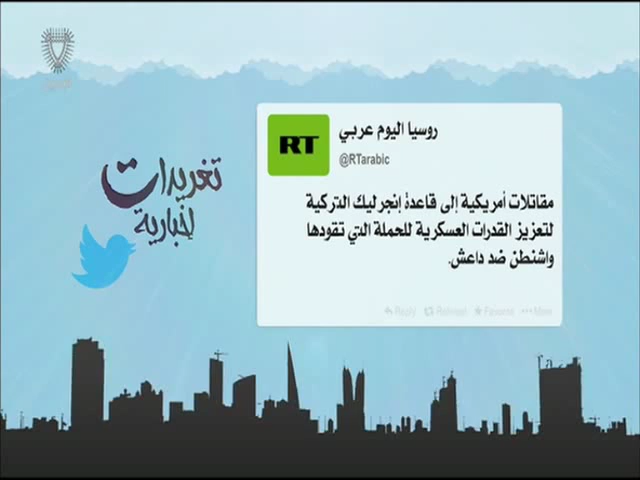 تغريدات
إخبارية
RT
روسيا اليوم عربي
@RTarabic
مقاتلات أمريكية إلى قاعدة إنجرليك التركية
لتعزيز القدرات العسكرية للحملة التي تقودها
واشنطن ضد داعش.
Reply Retweet Favorite More